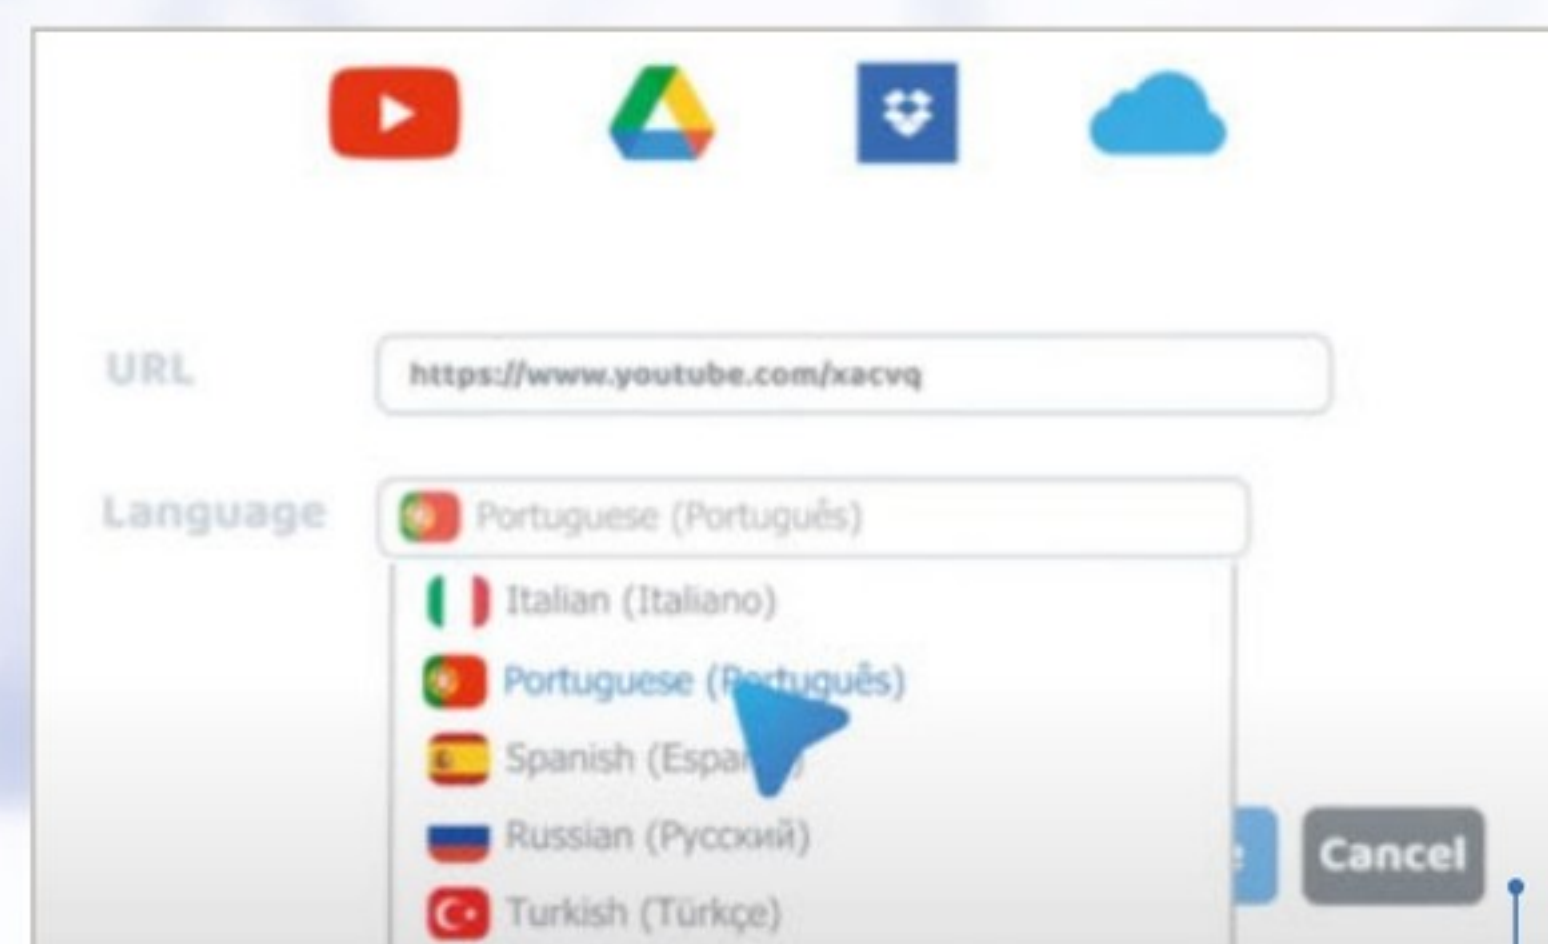 URL
https://www.youtube.com/xacvq
Language
Portuguese (Português)
Italian (Italiano)
Portuguese (Português)
Spanish
Russian (Русский)
Cancel
Turkish (Türkçe)